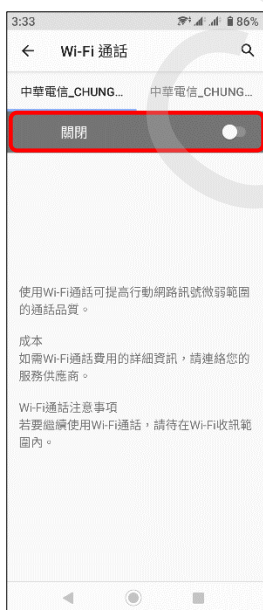 3:33
86%
Wi-Fi 通話
中華電信_CHUNG...
中華電信_CHUNG...
關閉
使用Wi-Fi通話可提高行動網路訊號微弱範圍
的通話品質。
成本
如需Wi-Fi通話費用的詳細資訊，請連絡您的
服務供應商。
Wi-Fi通話注意事項
若要繼續使用Wi-Fi通話，請待在Wi-Fi收訊範
圍內。